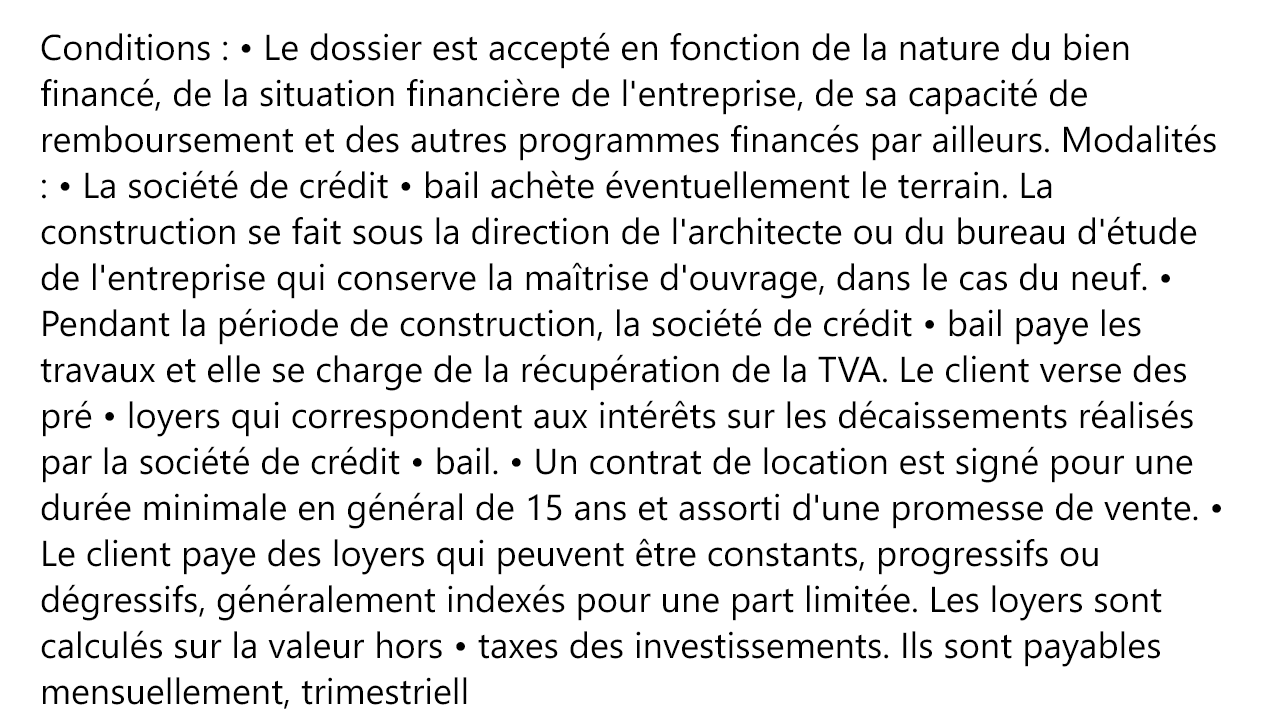 Conditions : • Le dossier est accepté en fonction de la nature du bien
financé, de la situation financière de l'entreprise, de sa capacité de
remboursement et des autres programmes financés par ailleurs. Modalités
: • La société de crédit • bail achète éventuellement le terrain. La
construction se fait sous la direction de l'architecte ou du bureau d'étude
de l'entreprise qui conserve la maîtrise d'ouvrage, dans le cas du neuf. •
Pendant la période de construction, la société de crédit • bail paye les
travaux et elle se charge de la récupération de la TVA. Le client verse des
pré • loyers qui correspondent aux intérêts sur les décaissements réalisés
par la société de crédit • bail. • Un contrat de location est signé pour une
durée minimale en général de 15 ans et assorti d'une promesse de vente. •
Le client paye des loyers qui peuvent être constants, progressifs ou
dégressifs, généralement indexés pour une part limitée. Les loyers sont
calculés sur la valeur hors • taxes des investissements. Ils sont payables
mensuellement, trimestriell